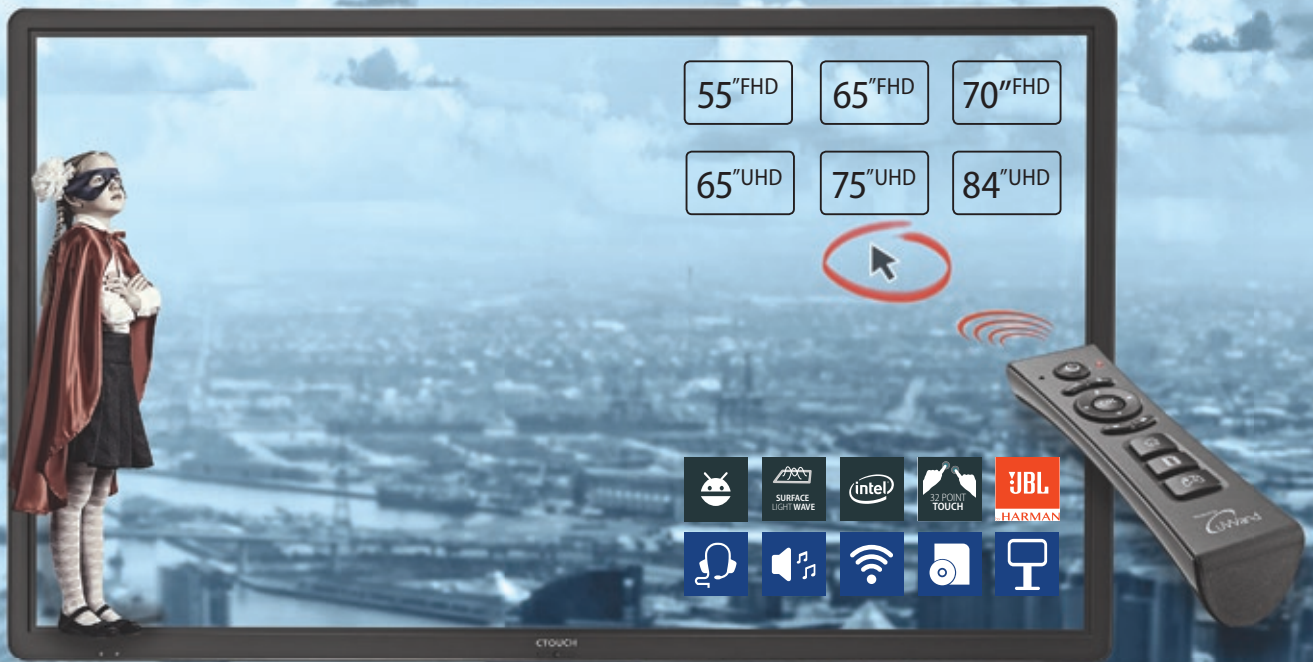 55"FHD 65"FHD 70"FHD
65"UHD 75"UHD 84"UHD
SURFACE
LIGHT WAVE
intel
32 POINT
TOUCH
JBL
HARMAN
uWand
CTOUCH